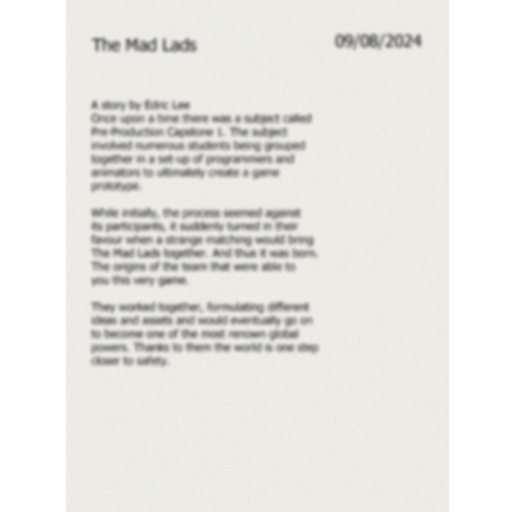 The Mad Lads
09/08/2024
A story by Edric Lee
Once upon a time there was a subject called
Pre-Production Capstone 1. The subject
involved numerous students being grouped
together in a set-up of programmers and
animators to ultimately create a game
prototype.
While initially, the process seemed against
its participants, it suddenly turned in their
favour when a strange matching would bring
The Mad Lads together. And thus it was born.
The origins of the team that were able to
you this very game.
They worked together, formulating different
ideas and assets and would eventually go on
to become one of the most renown global
powers. Thanks to them the world is one step
closer to safety.